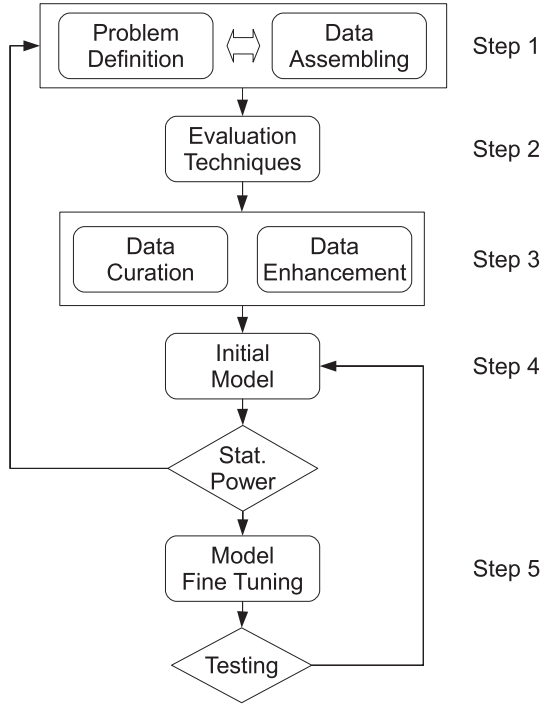 Problem
Definition
Data
Assembling
Step 1
Evaluation
Techniques
Step 2
Data
Curation
Data
Enhancement
Step 3
Initial
Model
Step 4
Stat.
Power
Model
Fine Tuning
Step 5
Testing